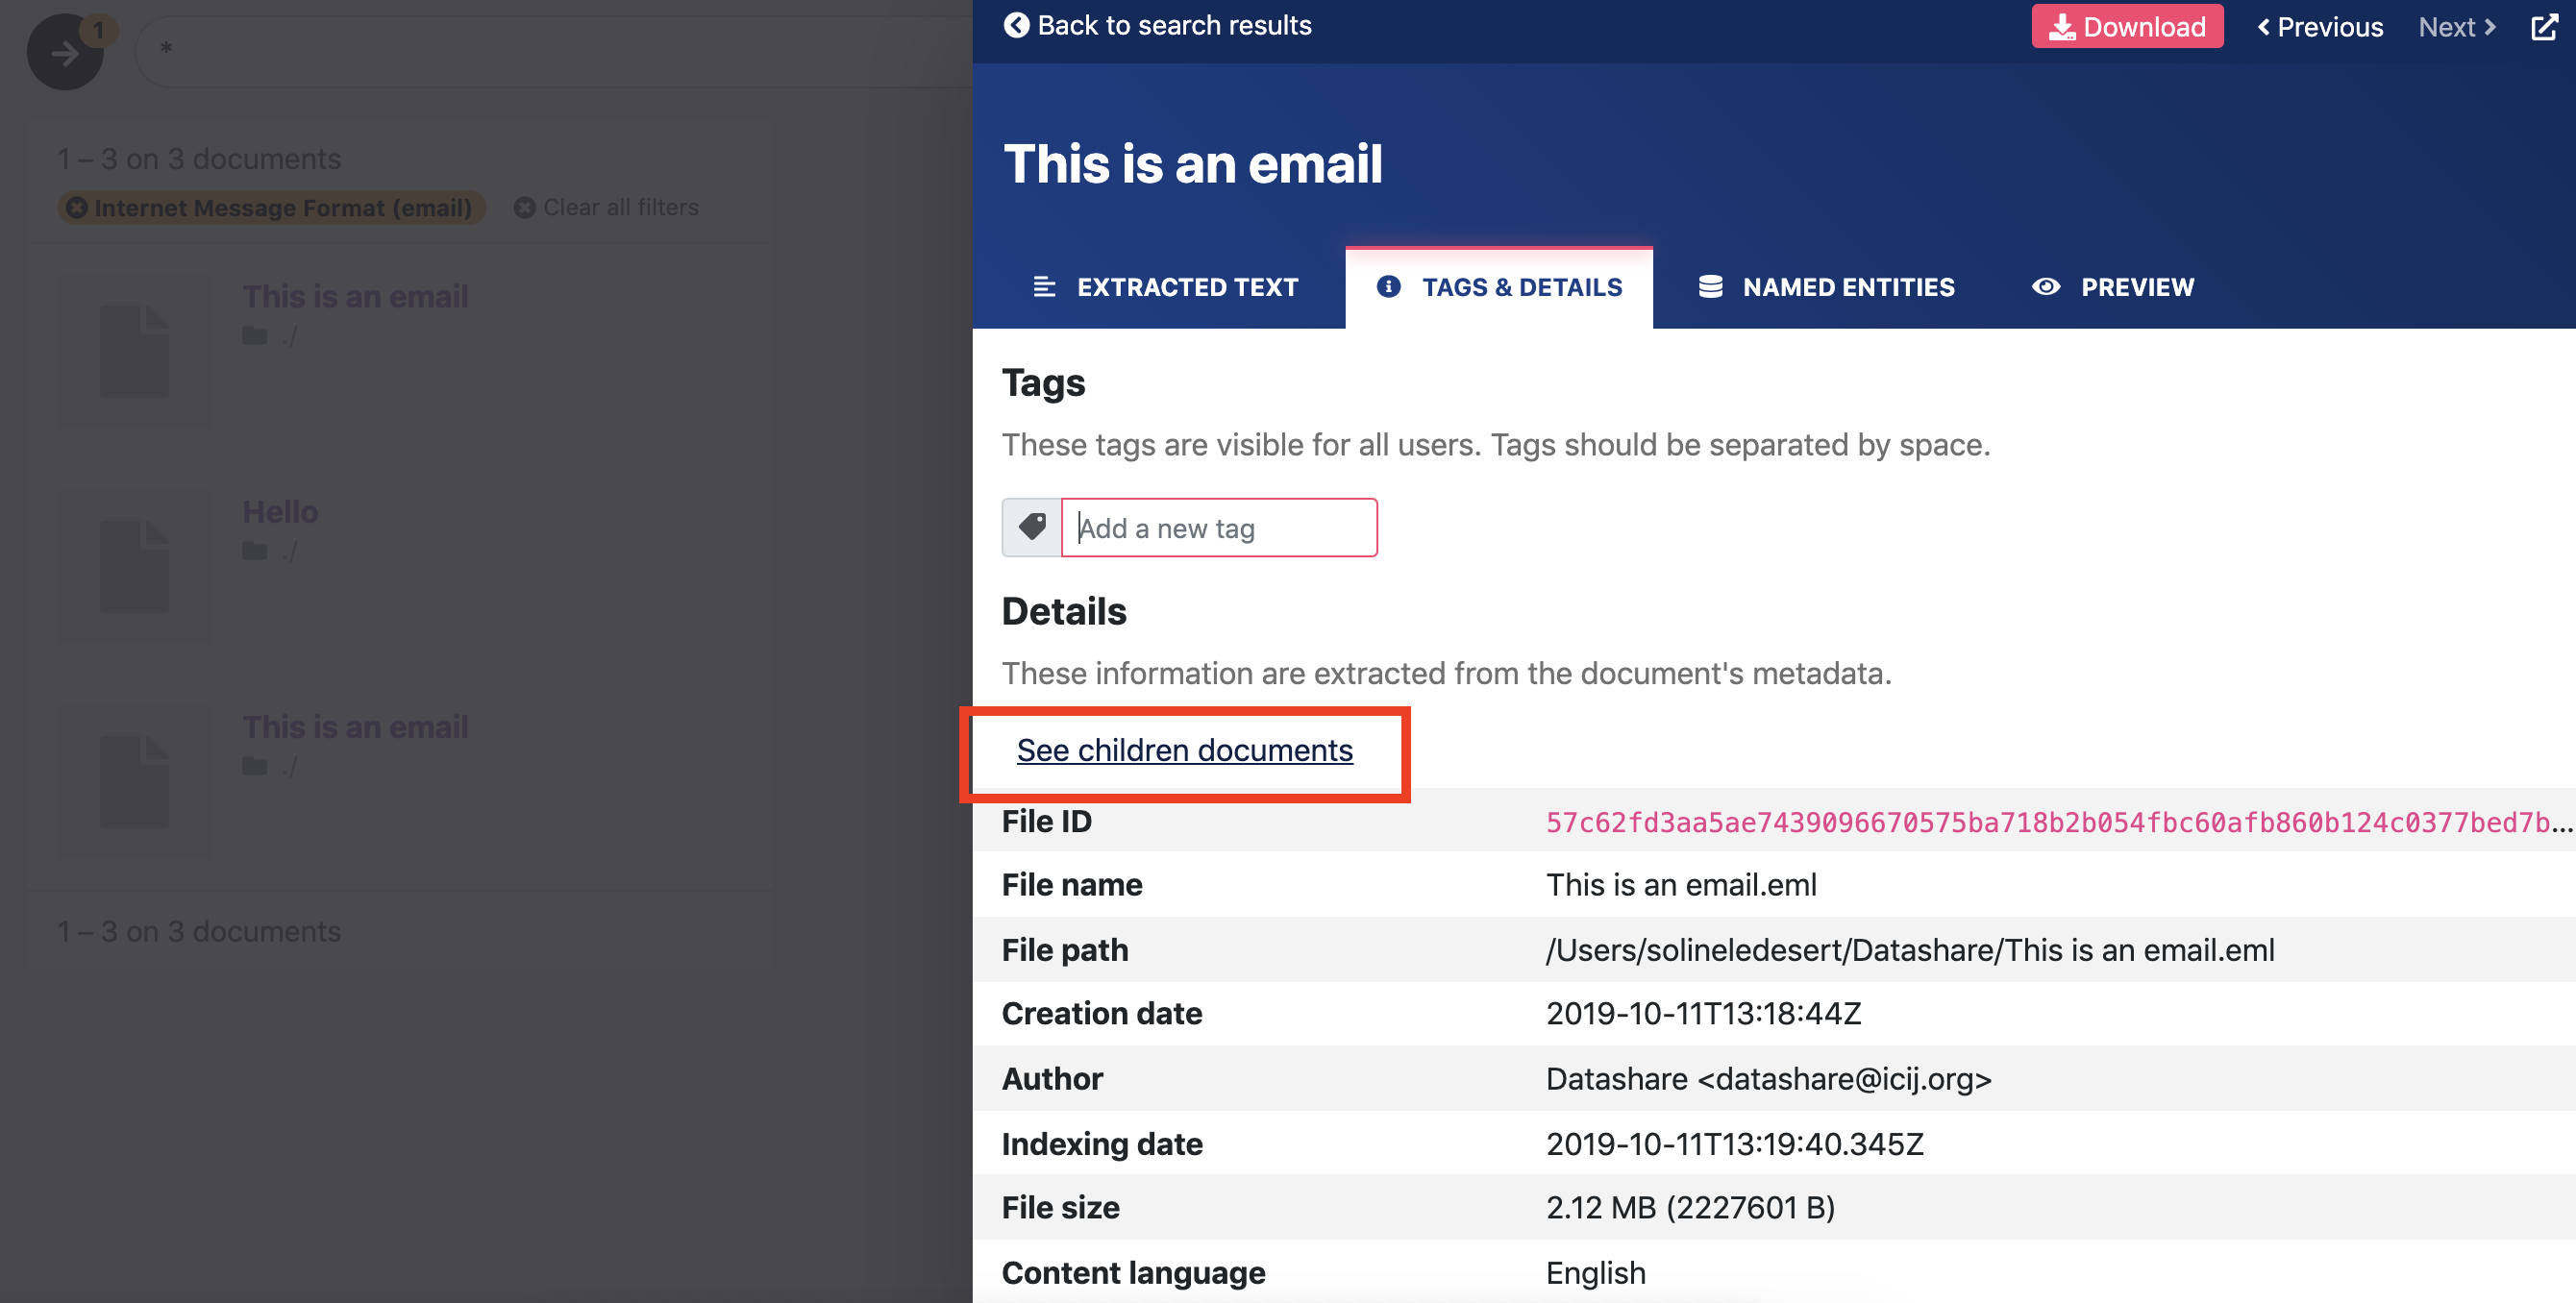 1
*
1 – 3 on 3 documents
Internet Message Format (email) Clear all filters
This is an email
./
Hello
./
This is an email
./
1 – 3 on 3 documents
Back to search results Download Previous Next
This is an email
EXTRACTED TEXT TAGS & DETAILS NAMED ENTITIES PREVIEW
Tags
These tags are visible for all users. Tags should be separated by space.
Add a new tag
Details
These information are extracted from the document's metadata.
See children documents
File ID 57c62fd3aa5ae7439096670575ba718b2b054fbc60afb860b124c0377bed7b...
File name This is an email.eml
File path /Users/solineledesert/Datashare/This is an email.eml
Creation date 2019-10-11T13:18:44Z
Author Datashare <datashare@icij.org>
Indexing date 2019-10-11T13:19:40.345Z
File size 2.12 MB (2227601 B)
Content language English